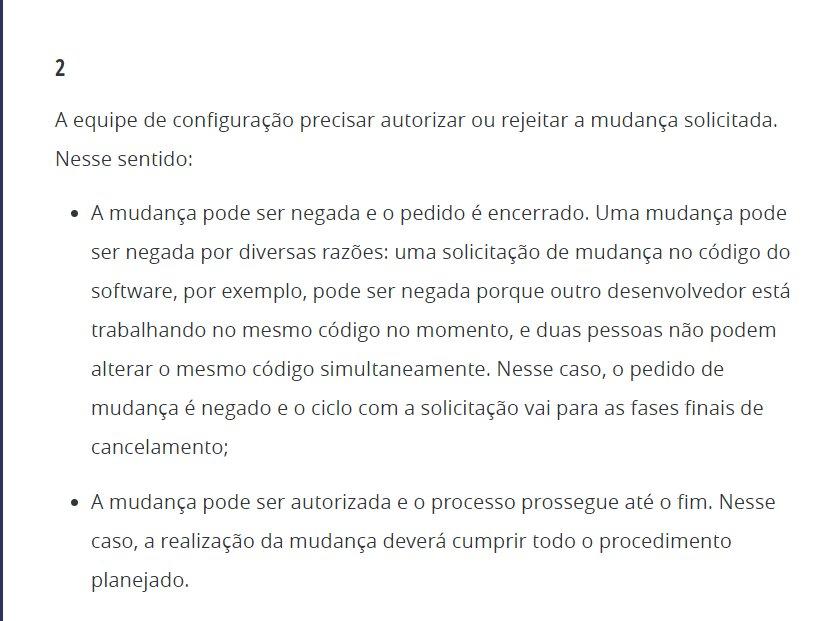 2
A equipe de configuração precisar autorizar ou rejeitar a mudança solicitada.
Nesse sentido:
• A mudança pode ser negada e o pedido é encerrado. Uma mudança pode
ser negada por diversas razões: uma solicitação de mudança no código do
software, por exemplo, pode ser negada porque outro desenvolvedor está
trabalhando no mesmo código no momento, e duas pessoas não podem
alterar o mesmo código simultaneamente. Nesse caso, o pedido de
mudança é negado e o ciclo com a solicitação vai para as fases finais de
cancelamento;
• A mudança pode ser autorizada e o processo prossegue até o fim. Nesse
caso, a realização da mudança deverá cumprir todo o procedimento
planejado.